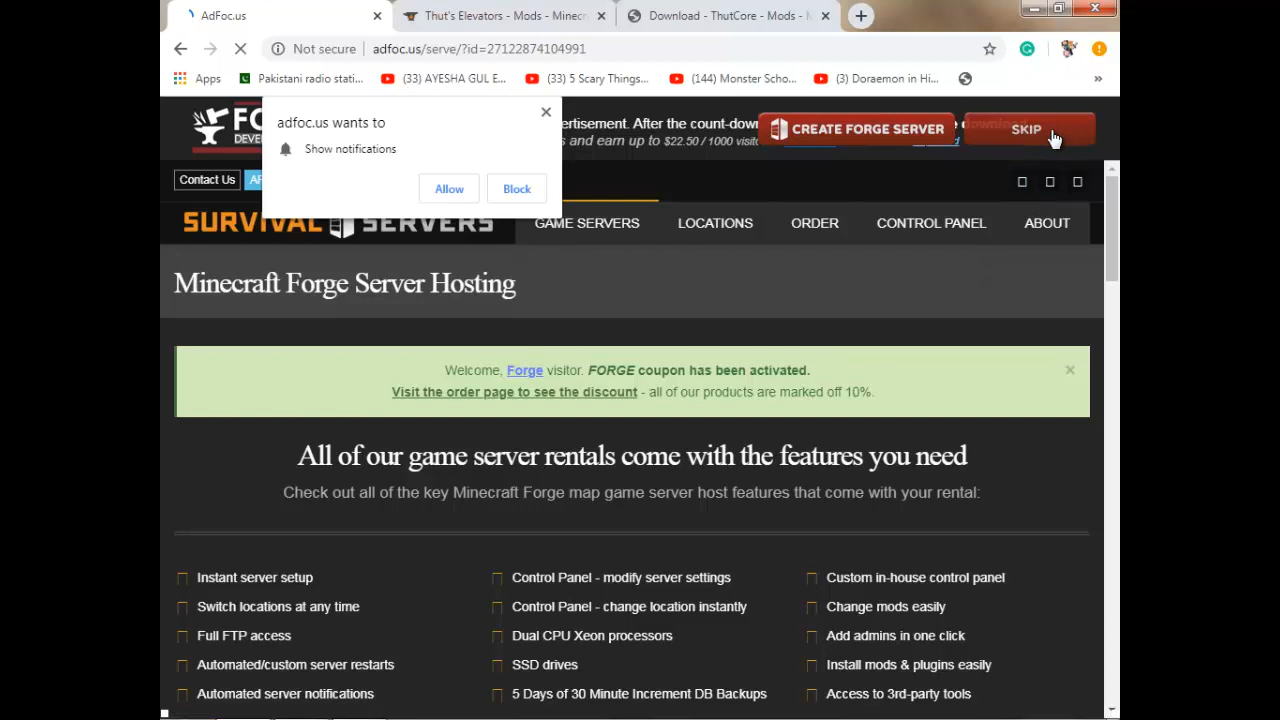 AdFoc.us
Thut's Elevators - Mods - Minecr
Download - ThutCore - Mods -
Not secure
adfoc.us/serve/?id=27122874104991
Apps
Pakistani radio stati...
(33) AYESHA GUL E...
(33) 5 Scary Things...
(144) Monster Scho...
(3) Doraemon in Hi...
»
adfoc.us wants to
Show notifications
Allow
Block
FO
DEVEL
ertisement. After the count-dow
CREATE FORGE SERVER
SKIP
s and earn up to $22.50 / 1000 visito
Contact Us
SURVIVAL SERVERS
GAME SERVERS
LOCATIONS
ORDER
CONTROL PANEL
ABOUT
Minecraft Forge Server Hosting
Welcome, Forge visitor. FORGE coupon has been activated.
Visit the order page to see the discount - all of our products are marked off 10%.
All of our game server rentals come with the features you need
Check out all of the key Minecraft Forge map game server host features that come with your rental:
Instant server setup
Control Panel - modify server settings
Custom in-house control panel
Switch locations at any time
Control Panel - change location instantly
Change mods easily
Full FTP access
Dual CPU Xeon processors
Add admins in one click
Automated/custom server restarts
SSD drives
Install mods & plugins easily
Automated server notifications
5 Days of 30 Minute Increment DB Backups
Access to 3rd-party tools